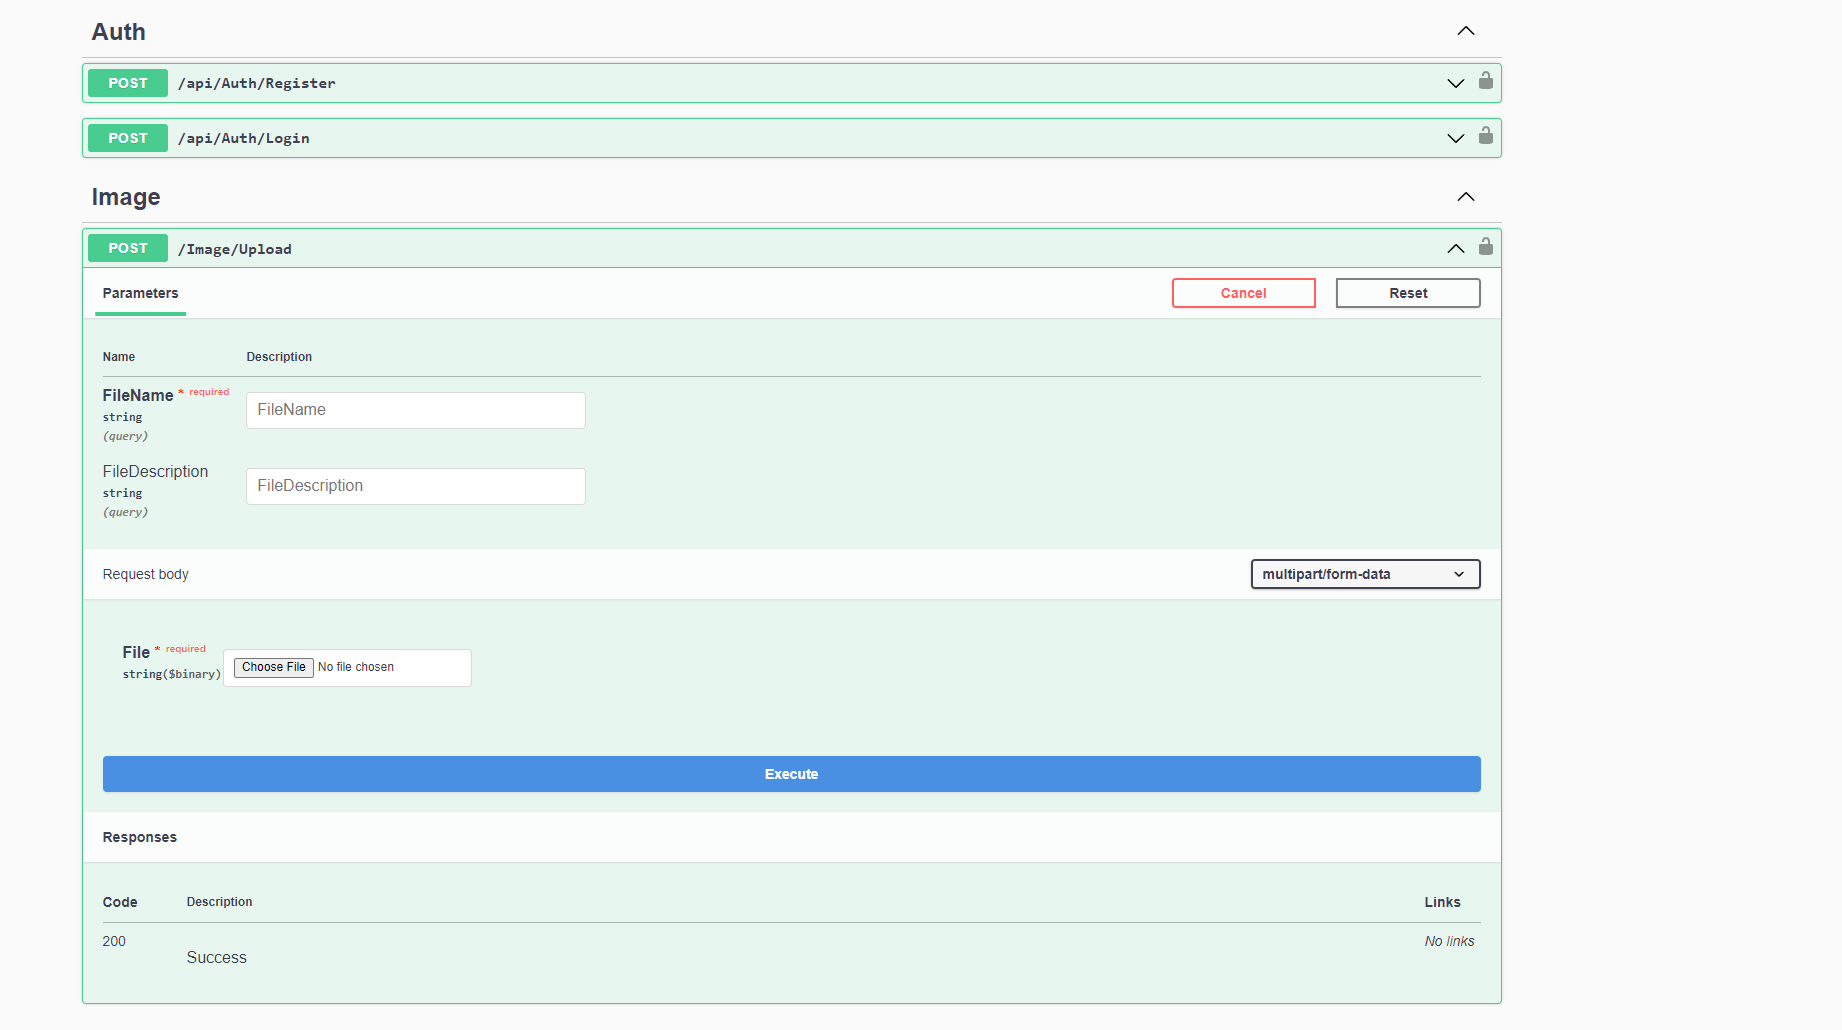 Auth
POST /api/Auth/Register
POST /api/Auth/Login
Image
POST /Image/Upload
Parameters Cancel Reset
Name Description
FileName * required FileName
string
(query)
FileDescription FileDescription
string
(query)
Request body multipart/form-data
File * required
string($binary) Choose File No file chosen
Execute
Responses
Code Description Links
200 No links
Success